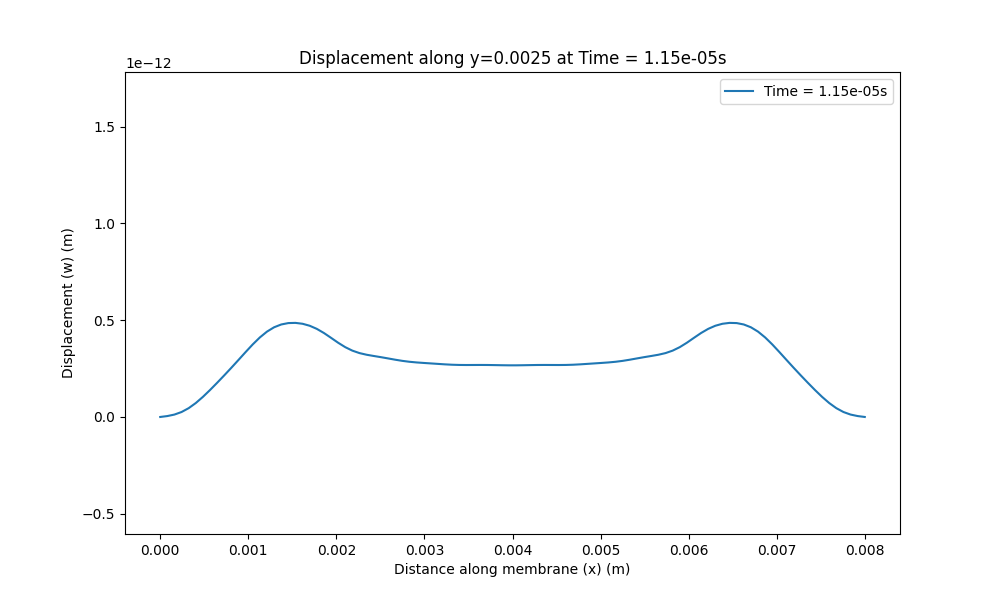 Displacement along y=0.0025 at Time = 1.15e-05s
1e−12
Time = 1.15e-05s
1.5
1.0
0.5
0.0
−0.5
Displacement (w) (m)
0.000 0.001 0.002 0.003 0.004 0.005 0.006 0.007 0.008
Distance along membrane (x) (m)